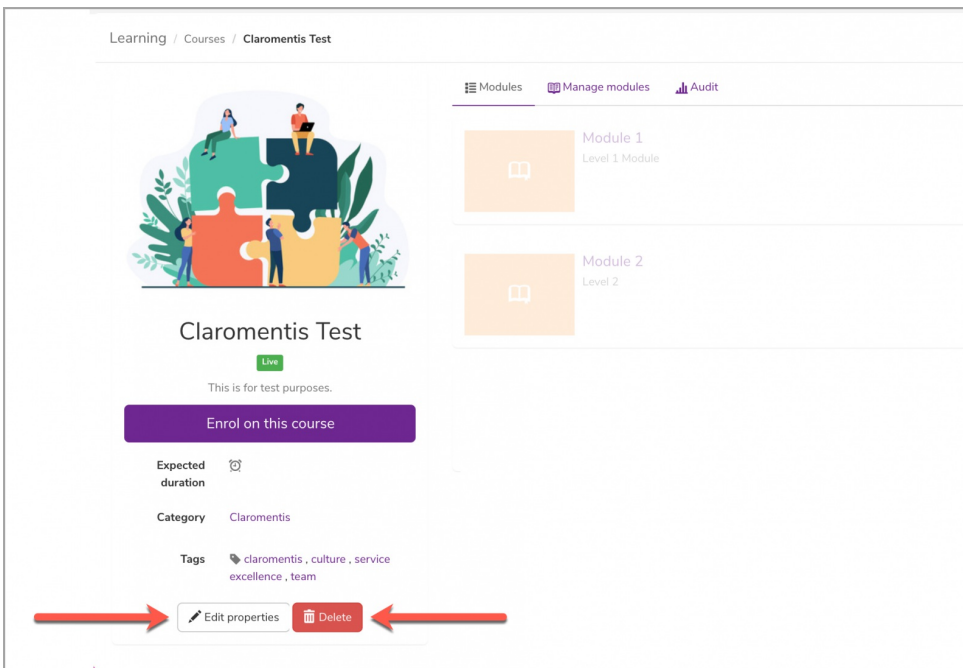 Learning / Courses / Claromentis Test
Modules
Manage modules
Audit
Module 1
Level 1 Module
Module 2
Level 2
Claromentis Test
Live
This is for test purposes.
Enrol on this course
Expected duration
Category Claromentis
Tags claromentis , culture , service
excellence , team
Edit properties
Delete